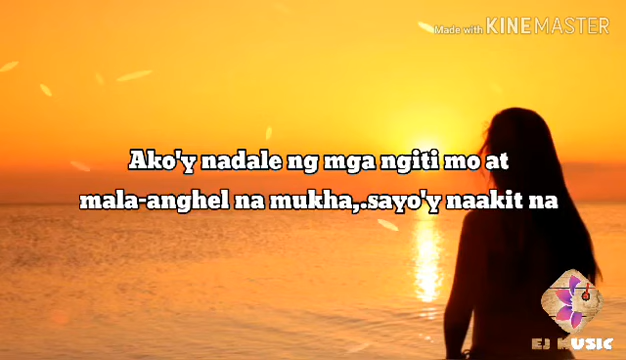 Made with KINEMASTER
Ako'y nadale ng mga ngiti mo at
mala-anghel na mukha,.sayo'y naakit na
EJ MUSIC